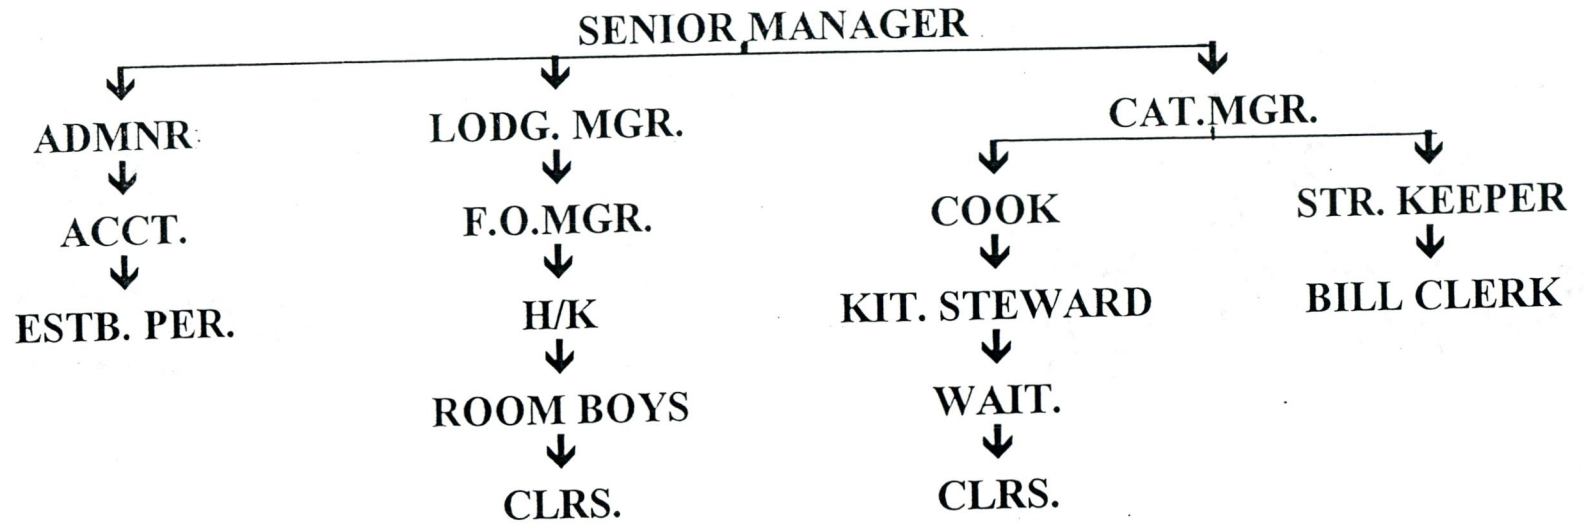 SENIOR MANAGER
ADMNR
LODG. MGR.
CAT.MGR.
ACCT.
F.O.MGR.
COOK
STR. KEEPER
ESTB. PER.
H/K
KIT. STEWARD
BILL CLERK
ROOM BOYS
WAIT.
CLRS.
CLRS.